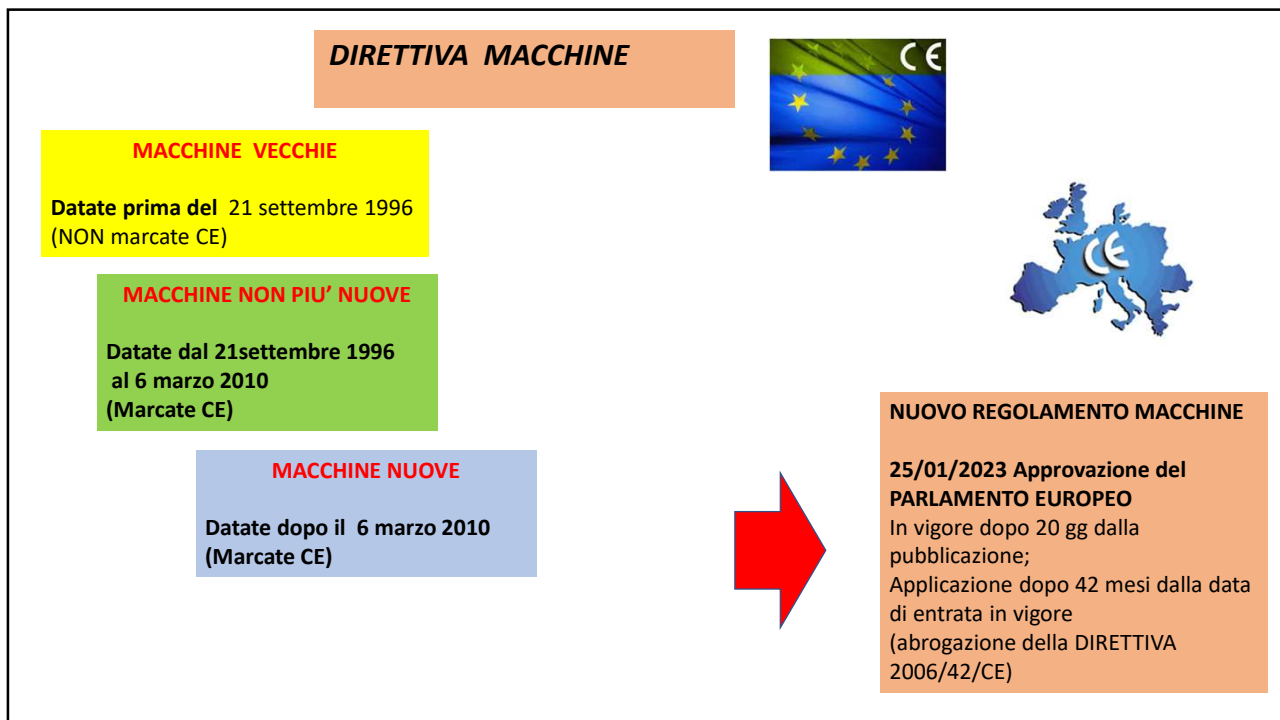 DIRETTIVA MACCHINE
CE
MACCHINE VECCHIE
Datate prima del 21 settembre 1996
(NON marcate CE)
CE
MACCHINE NON PIU’ NUOVE
Datate dal 21settembre 1996
al 6 marzo 2010
(Marcate CE)
NUOVO REGOLAMENTO MACCHINE
25/01/2023 Approvazione del
PARLAMENTO EUROPEO
In vigore dopo 20 gg dalla
pubblicazione;
Applicazione dopo 42 mesi dalla data
di entrata in vigore
(abrogazione della DIRETTIVA
2006/42/CE)
MACCHINE NUOVE
Datate dopo il 6 marzo 2010
(Marcate CE)